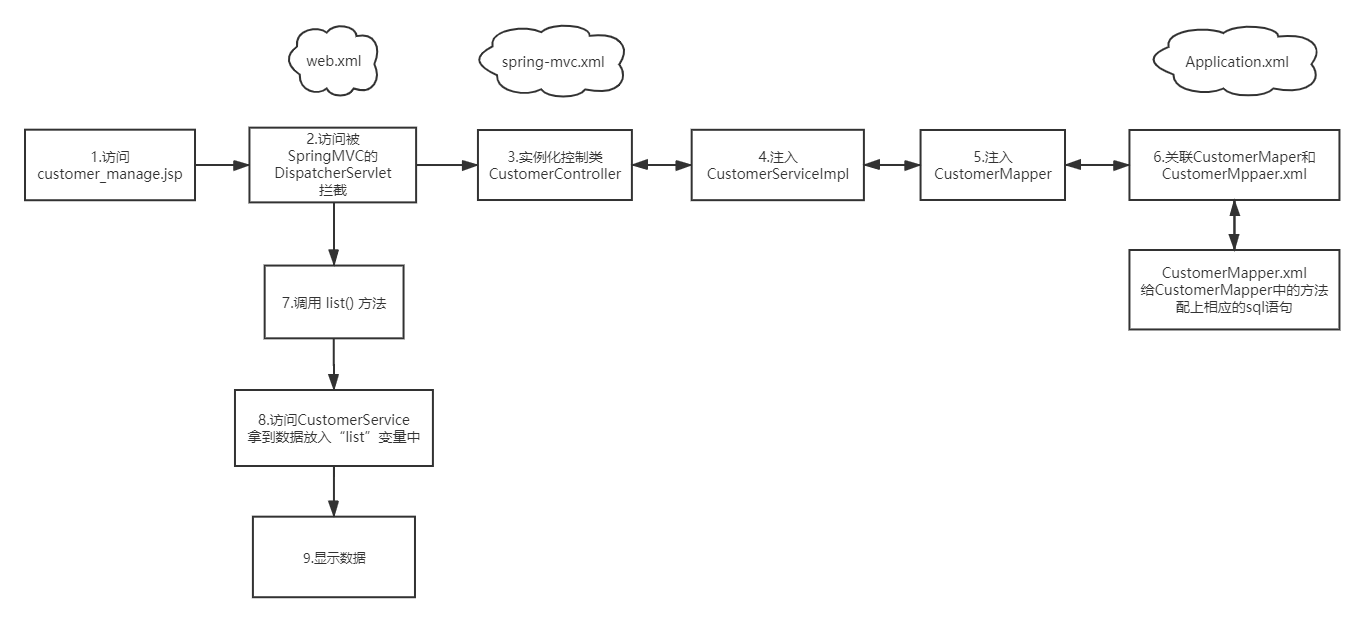 web.xml
spring-mvc.xml
Application.xml
1.访问
customer_manage.jsp
2.访问被
SpringMVC的
DispatcherServlet
拦截
3.实例化控制类
CustomerController
4.注入
CustomerServiceImpl
5.注入
CustomerMapper
6.关联CustomerMaper和
CustomerMppaer.xml
CustomerMapper.xml
给CustomerMapper中的方法
配上相应的sql语句
7.调用 list() 方法
8.访问CustomerService
拿到数据放入“list”变量中
9.显示数据